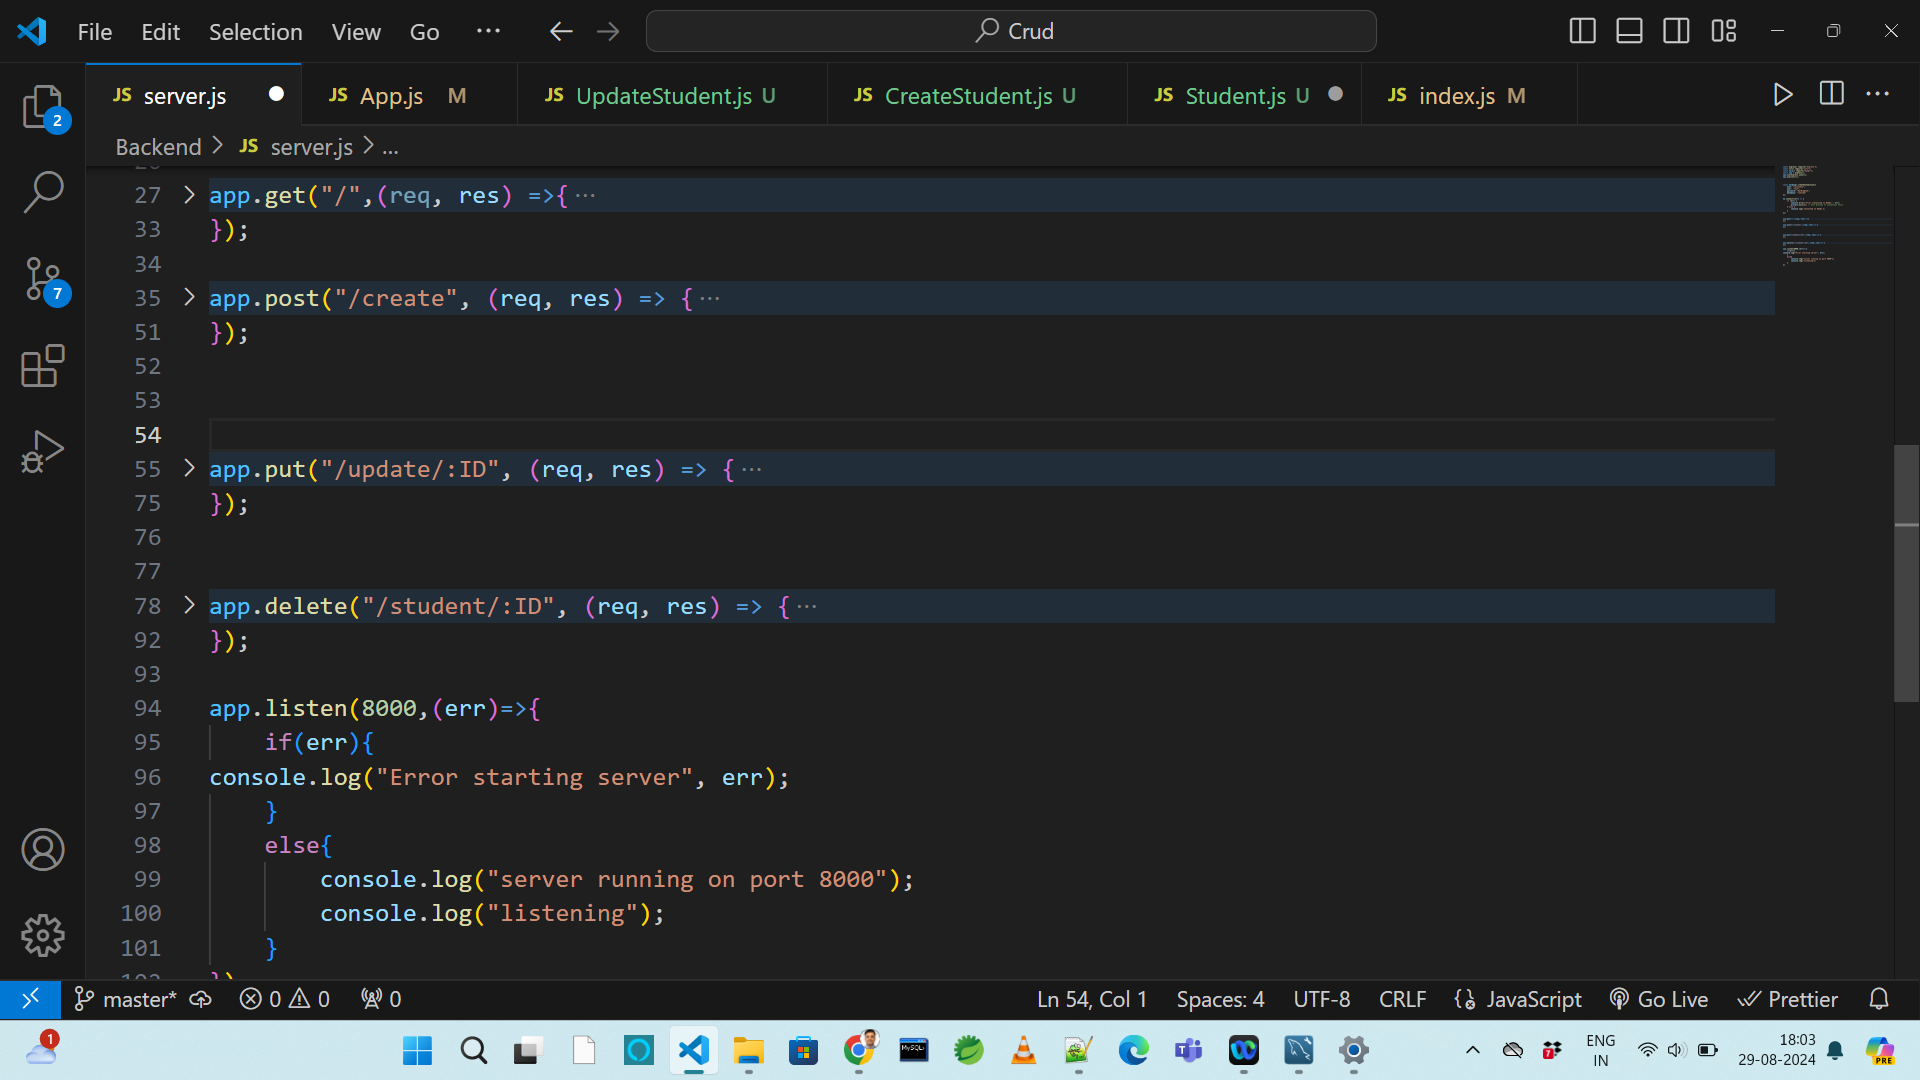 File Edit Selection View Go ··· Crud
JS server.js JS App.js M JS UpdateStudent.js U JS CreateStudent.js U JS Student.js U JS index.js M ···
Backend > JS server.js > ...
27 > app.get("/",(req, res) =>{···
33 });
34
35 > app.post("/create", (req, res) => {···
51 });
52
53
54
55 > app.put("/update/:ID", (req, res) => {···
75 });
76
77
78 > app.delete("/student/:ID", (req, res) => {···
92 });
93
94 app.listen(8000,(err)=>{
95 if(err){
96 console.log("Error starting server", err);
97 }
98 else{
99 console.log("server running on port 8000");
100 console.log("listening");
101 }
2
7
master* 0 0 0 Ln 54, Col 1 Spaces: 4 UTF-8 CRLF JavaScript Go Live Prettier
1 MySQL 7 ENG 18:03
IN 29-08-2024 PRE